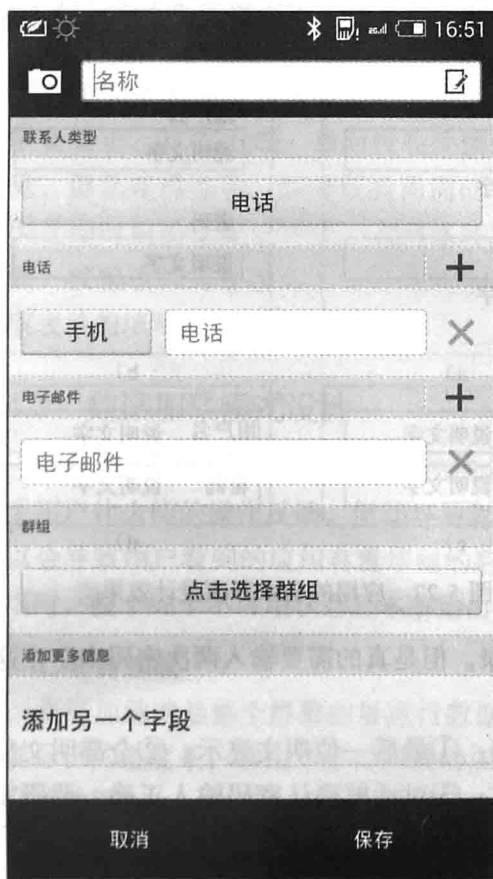 16:51
名称
联系人类型
电话
电话
手机 电话
电子邮件
电子邮件
群组
点击选择群组
添加更多信息
添加另一个字段
取消 保存